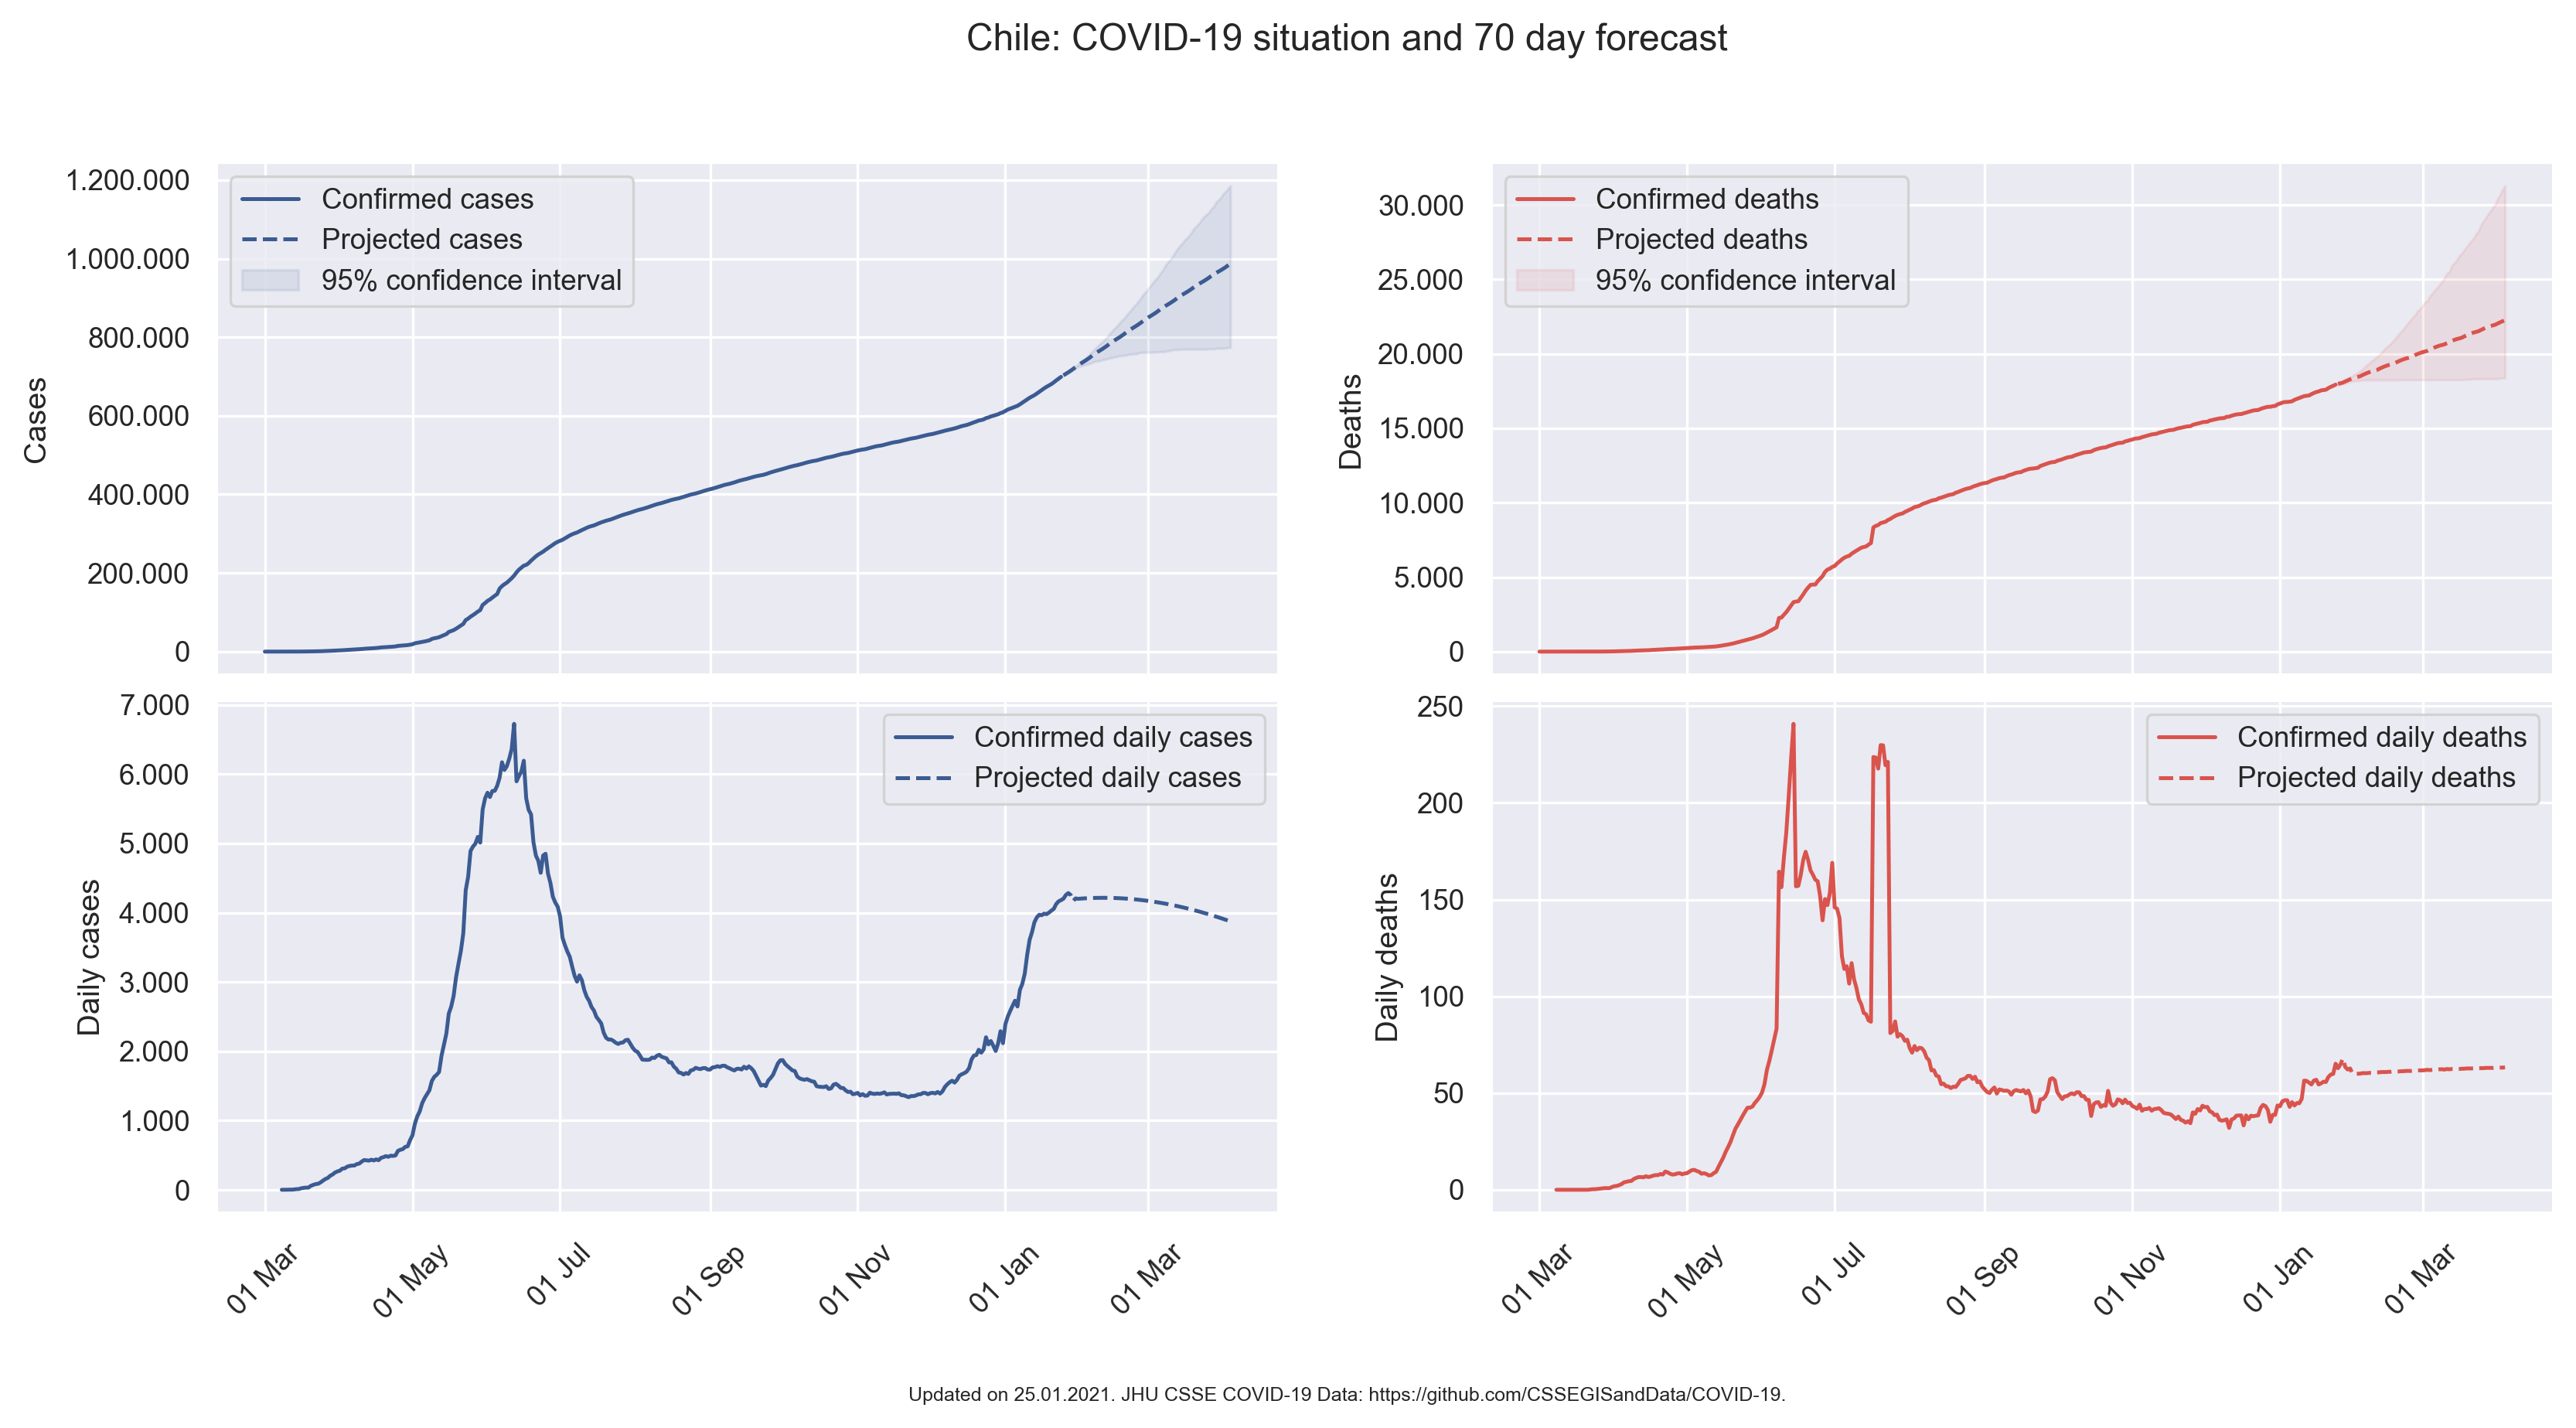 Chile: COVID-19 situation and 70 day forecast
Cases
1.200.000
1.000.000
800.000
600.000
400.000
200.000
0
Confirmed cases
Projected cases
95% confidence interval
Deaths
30.000
25.000
20.000
15.000
10.000
5.000
0
Confirmed deaths
Projected deaths
95% confidence interval
Daily cases
7.000
6.000
5.000
4.000
3.000
2.000
1.000
0
Confirmed daily cases
Projected daily cases
01 Mar
01 May
01 Jul
01 Sep
01 Nov
01 Jan
01 Mar
Daily deaths
250
200
150
100
50
0
Confirmed daily deaths
Projected daily deaths
01 Mar
01 May
01 Jul
01 Sep
01 Nov
01 Jan
01 Mar
Updated on 25.01.2021. JHU CSSE COVID-19 Data: https://github.com/CSSEGISandData/COVID-19.